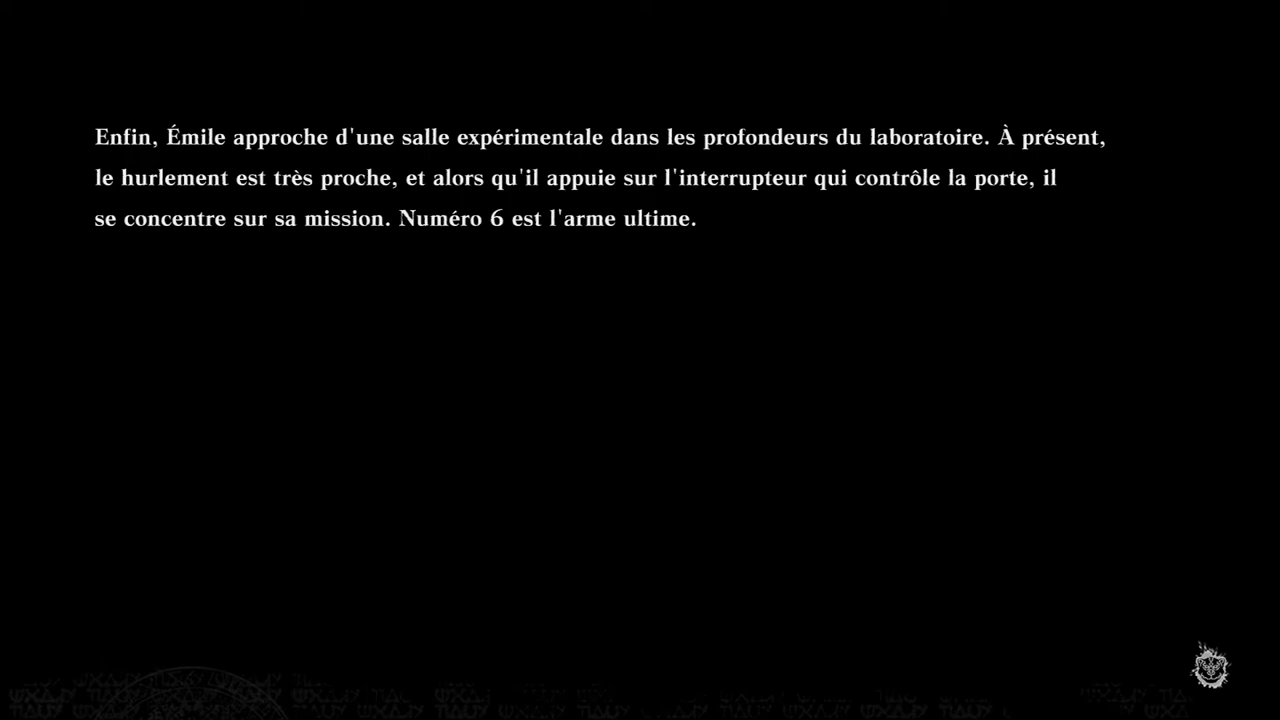 Enfin, Émile approche d'une salle expérimentale dans les profondeurs du laboratoire. À présent,
le hurlement est très proche, et alors qu'il appuie sur l'interrupteur qui contrôle la porte, il
se concentre sur sa mission. Numéro 6 est l'arme ultime.